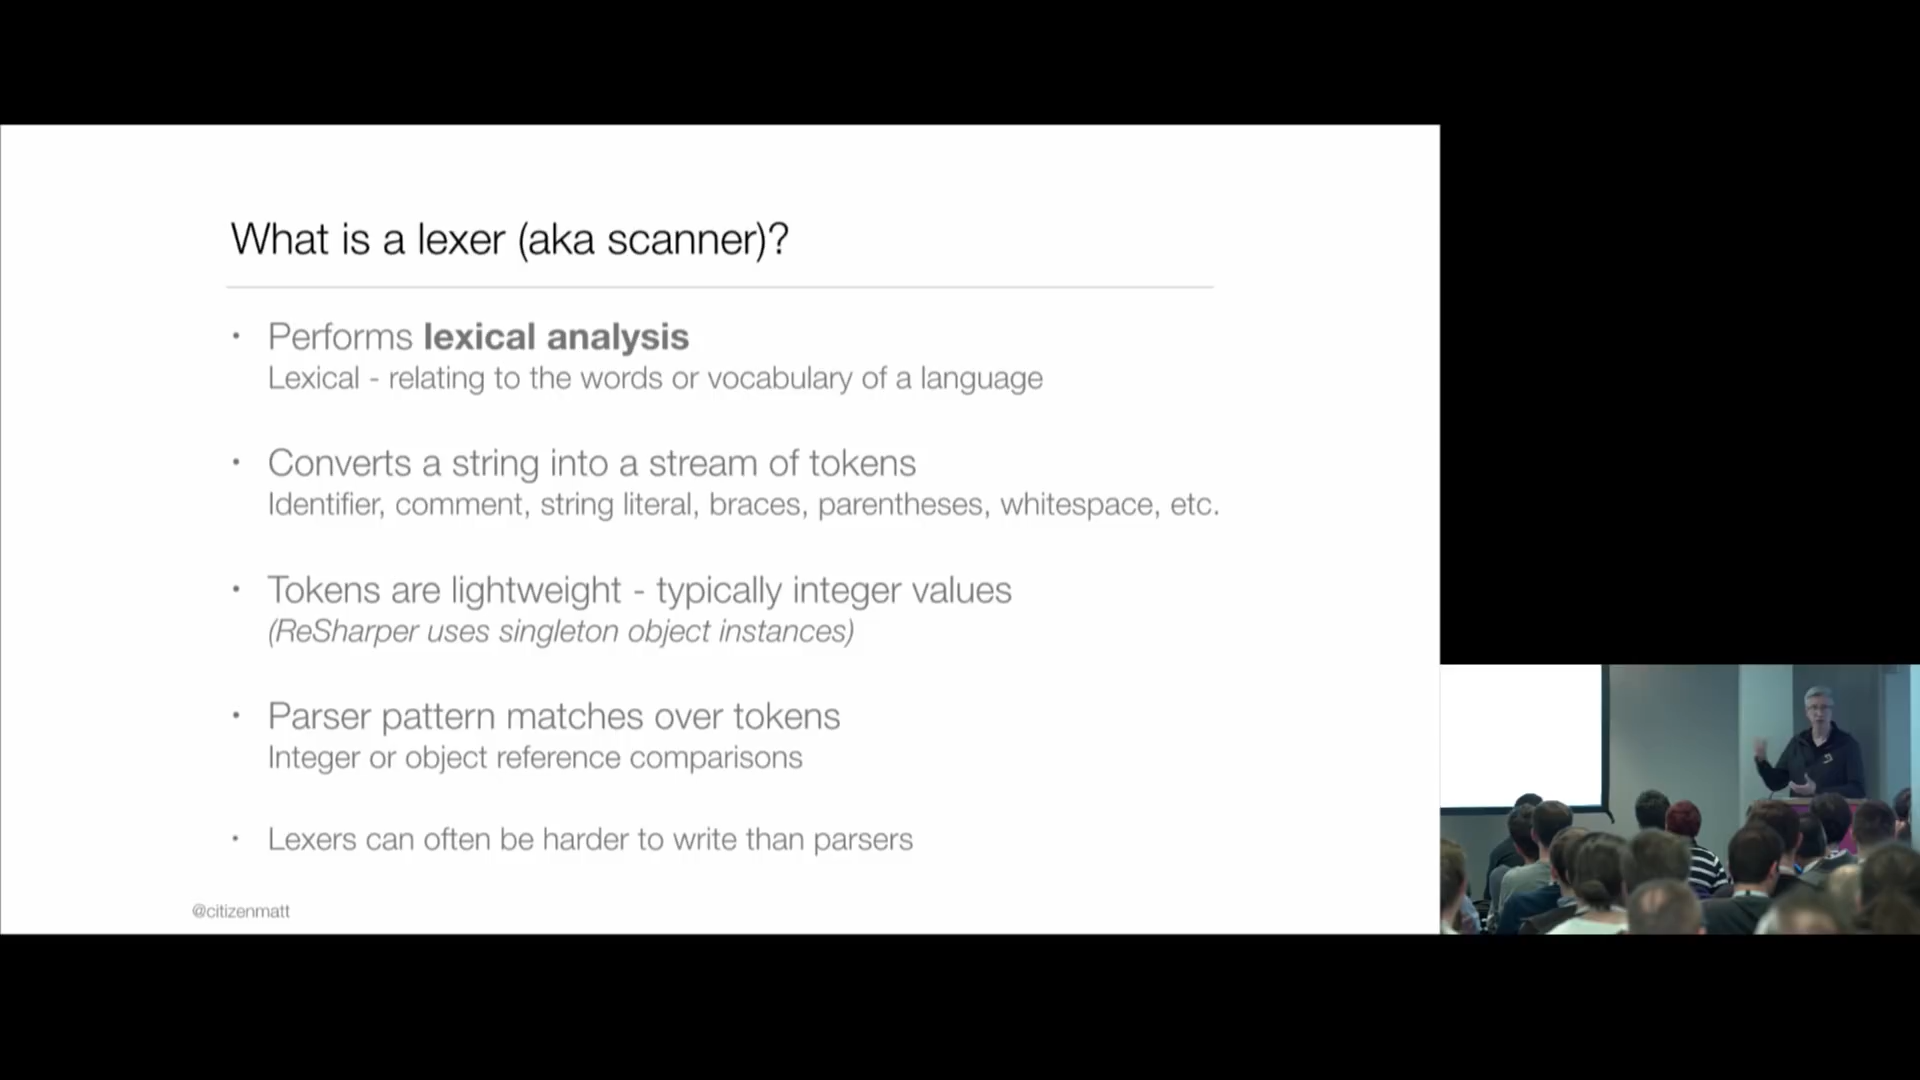 What is a lexer (aka scanner)?
• Performs lexical analysis
Lexical - relating to the words or vocabulary of a language
• Converts a string into a stream of tokens
Identifier, comment, string literal, braces, parentheses, whitespace, etc.
• Tokens are lightweight - typically integer values
(ReSharper uses singleton object instances)
• Parser pattern matches over tokens
Integer or object reference comparisons
• Lexers can often be harder to write than parsers
@citizenmatt